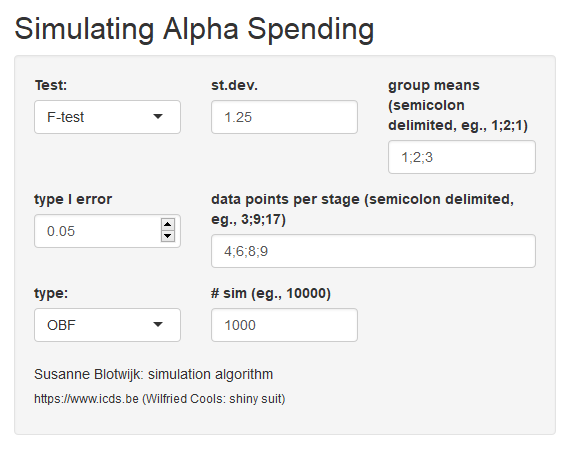 Simulating Alpha Spending
Test:
F-test
st.dev.
1.25
group means
(semicolon
delimited, eg., 1;2;1)
1;2;3
type I error
0.05
data points per stage (semicolon delimited,
eg., 3;9;17)
4;6;8;9
type:
OBF
# sim (eg., 10000)
1000
Susanne Blotwijk: simulation algorithm
https://www.icds.be (Wilfried Cools: shiny suit)